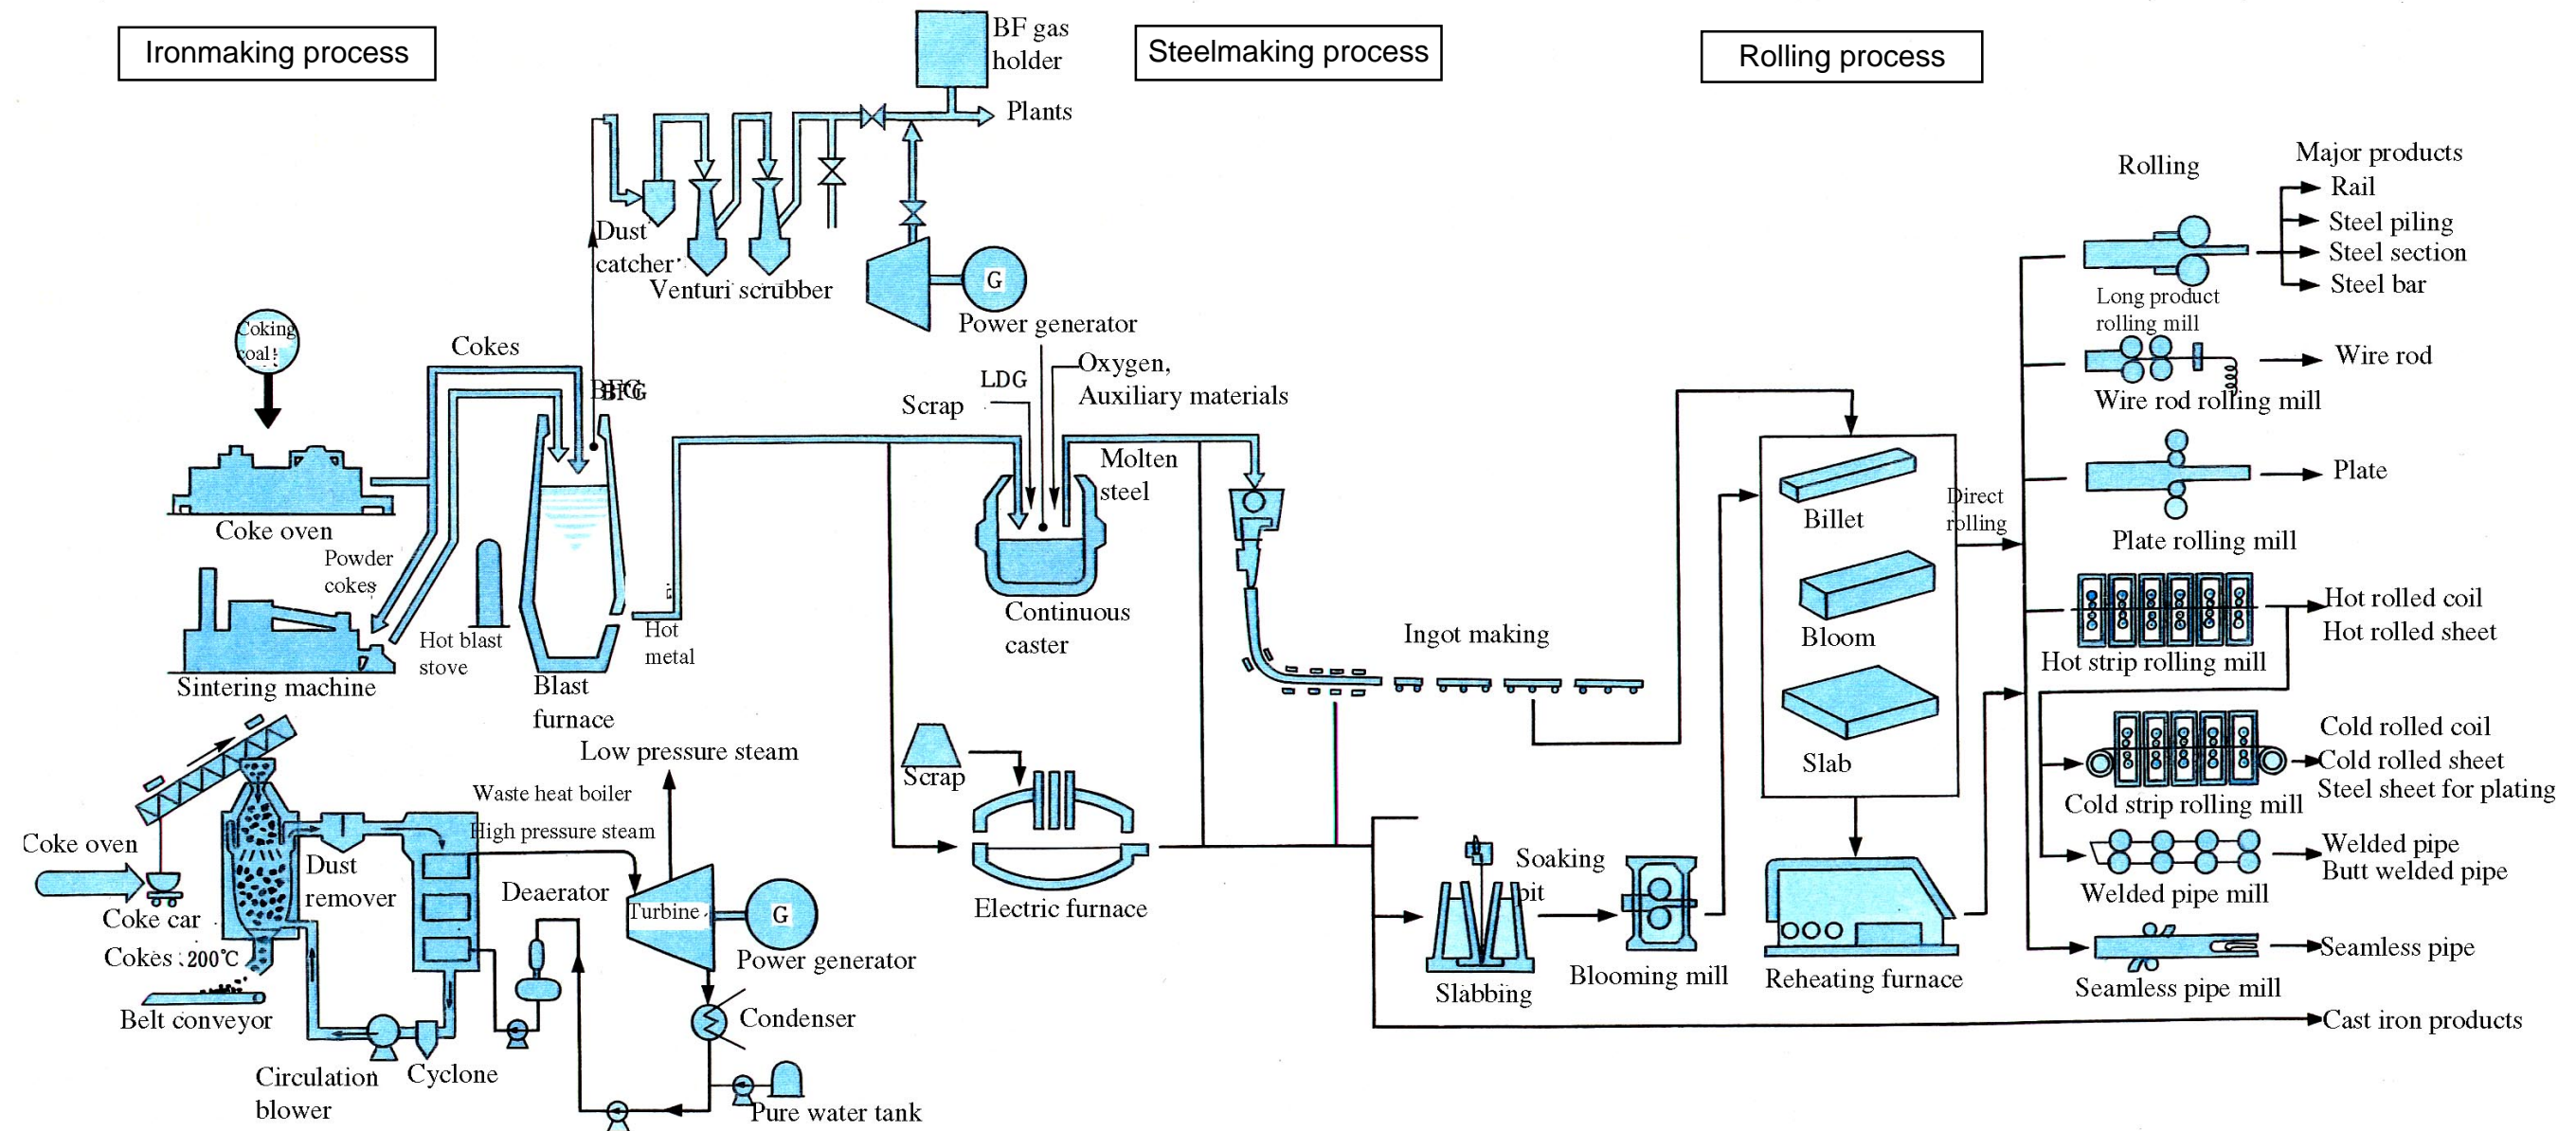 Ironmaking process
Steelmaking process
Rolling process
BF gas
holder
Plants
Dust
catcher
Venturi scrubber
G
Power generator
Coking
coal
Cokes
BFG
Coke oven
Powder
cokes
Sintering machine
Hot blast
stove
Blast
furnace
Hot
metal
LDG
Scrap
Oxygen,
Auxiliary materials
Molten
steel
Continuous
caster
Ingot making
Scrap
Electric furnace
Low pressure steam
Waste heat boiler
High pressure steam
Coke oven
Coke car
Cokes 200℃
Belt conveyor
Dust
remover
Circulation
blower
Cyclone
Deaerator
Turbine
G
Power generator
Condenser
Pure water tank
Soaking
pit
Slabbing
Blooming mill
Billet
Bloom
Slab
Direct
rolling
Reheating furnace
Rolling
Major products
Rail
Steel piling
Steel section
Steel bar
Long product
rolling mill
Wire rod
Wire rod rolling mill
Plate
Plate rolling mill
Hot rolled coil
Hot rolled sheet
Hot strip rolling mill
Cold rolled coil
Cold rolled sheet
Steel sheet for plating
Cold strip rolling mill
Welded pipe
Butt welded pipe
Welded pipe mill
Seamless pipe
Seamless pipe mill
Cast iron products